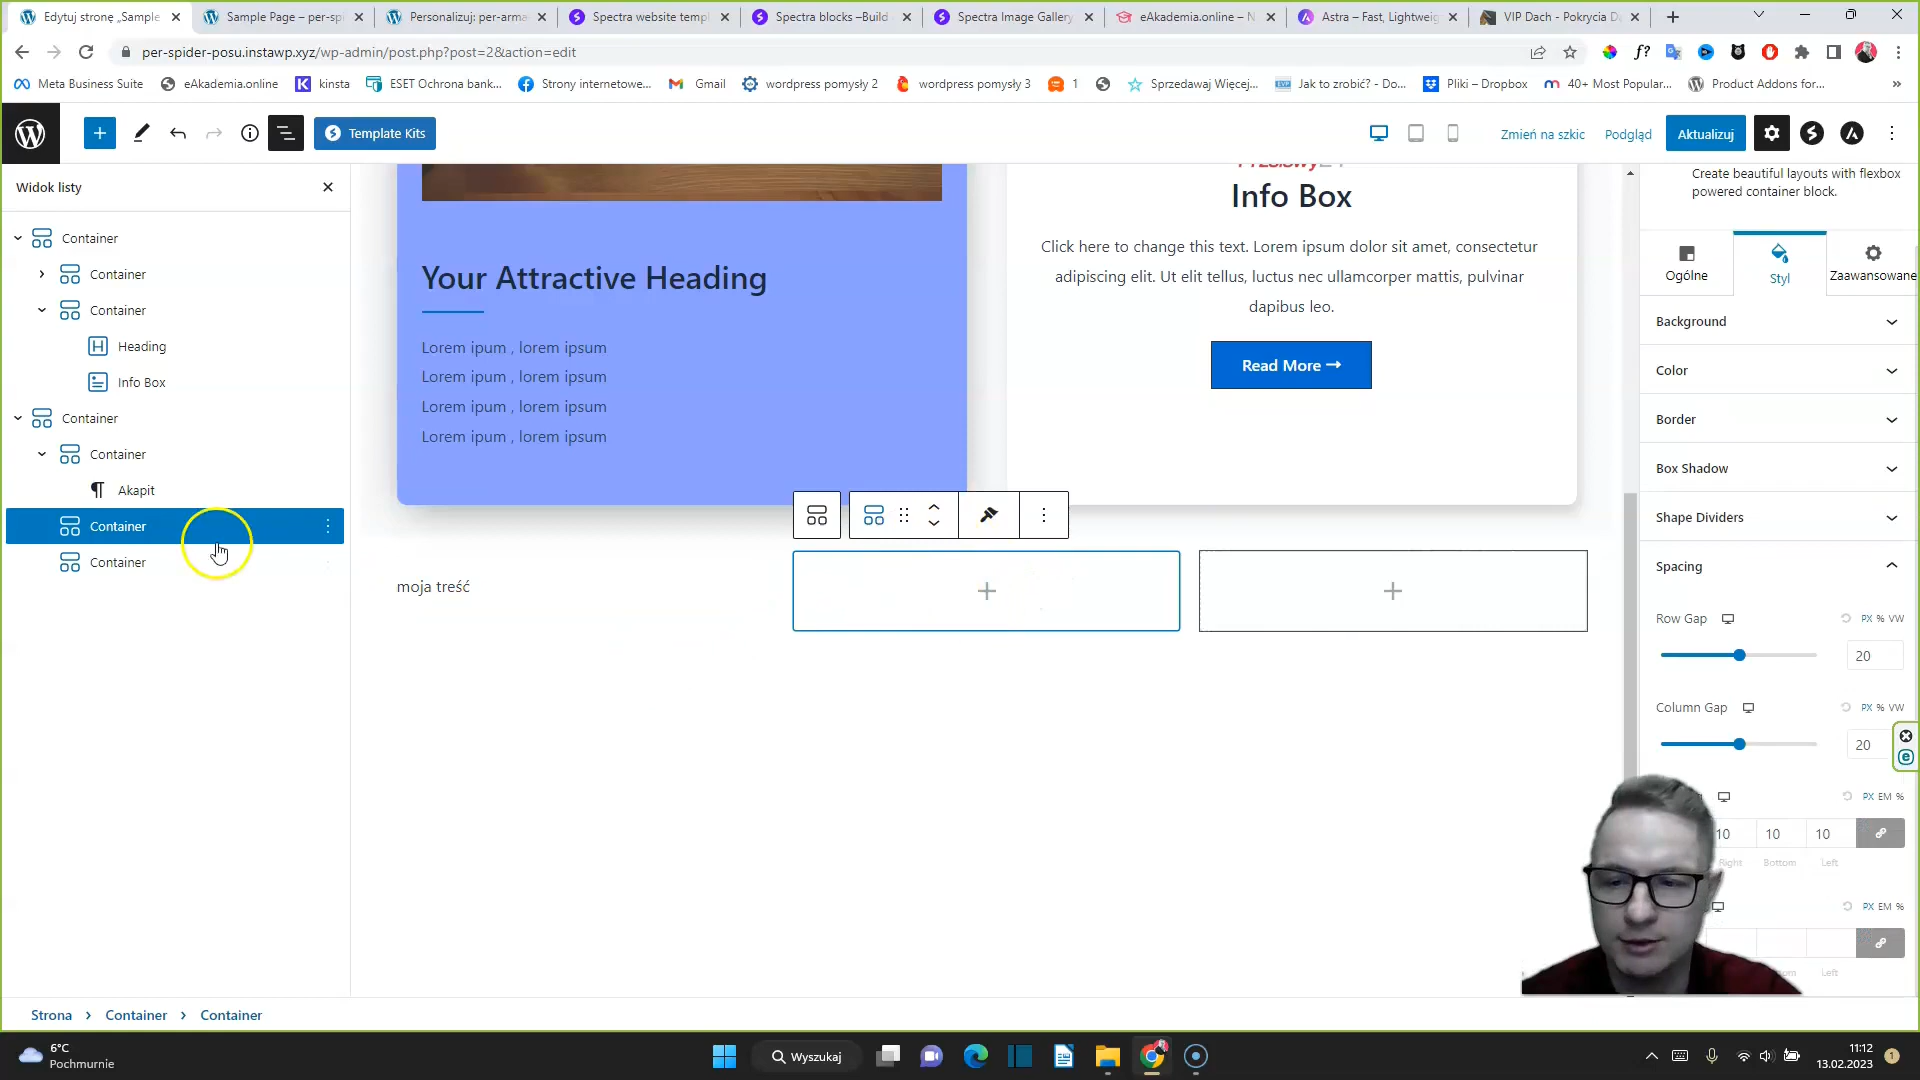 Edytuj stronę „Sample
Sample Page – per-spi
Personalizuj: per-arma
Spectra website templ
Spectra blocks –Build
Spectra Image Gallery
eAkademia.online – N
Astra – Fast, Lightweig
VIP Dach - Pokrycia D
per-spider-posu.instawp.xyz/wp-admin/post.php?post=2&action=edit
Meta Business Suite
eAkademia.online
kinsta
ESET Ochrona bank...
Strony internetowe...
Gmail
wordpress pomysły 2
wordpress pomysły 3
1
Sprzedawaj Więcej,...
Jak to zrobić? - Do...
Pliki – Dropbox
40+ Most Popular...
Product Addons for...
Template Kits
Zmień na szkic
Podgląd
Aktualizuj
Widok listy
Container
Container
Container
Heading
Info Box
Container
Container
Akapit
Container
Container
Your Attractive Heading
Lorem ipum , lorem ipsum
Lorem ipum , lorem ipsum
Lorem ipum , lorem ipsum
Lorem ipum , lorem ipsum
Info Box
Click here to change this text. Lorem ipsum dolor sit amet, consectetur
adipiscing elit. Ut elit tellus, luctus nec ullamcorper mattis, pulvinar
dapibus leo.
Read More
moja treść
Create beautiful layouts with flexbox
powered container block.
Ogólne
Styl
Zaawansowane
Background
Color
Border
Box Shadow
Shape Dividers
Spacing
Row Gap
PX % VW
20
Column Gap
PX % VW
20
PX EM %
10 10 10
Right Bottom Left
PX EM %
Left
Strona
Container
Container
6°C
Pochmurnie
Wyszukaj
11:12
13.02.2023
1